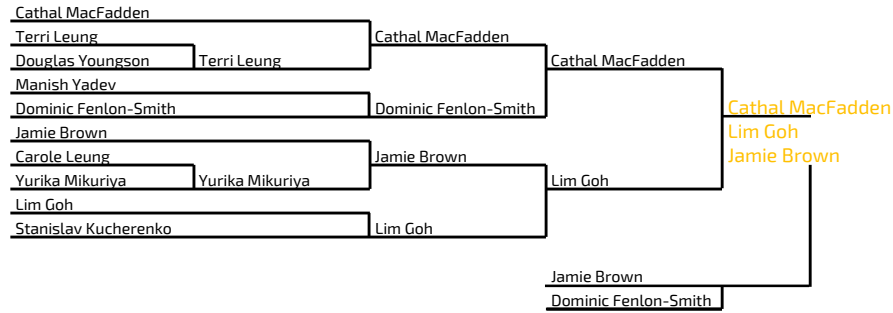 Cathal MacFadden
Terri Leung
Douglas Youngson
Manish Yadev
Dominic Fenlon-Smith
Jamie Brown
Carole Leung
Yurika Mikuriya
Lim Goh
Stanislav Kucherenko
Terri Leung
Yurika Mikuriya
Cathal MacFadden
Dominic Fenlon-Smith
Jamie Brown
Lim Goh
Cathal MacFadden
Lim Goh
Jamie Brown
Dominic Fenlon-Smith
Cathal MacFadden
Lim Goh
Jamie Brown